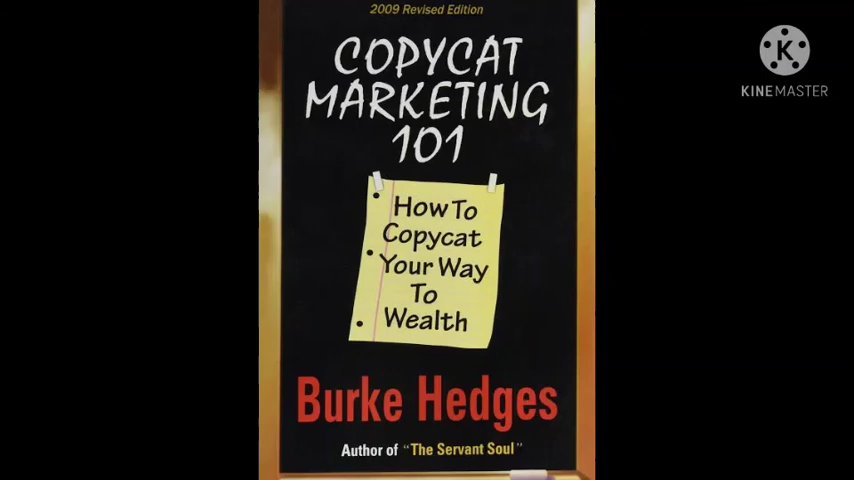 2009 Revised Edition
COPYCAT
MARKETING
101
How To
Copycat
Your Way
To
Wealth
Burke Hedges
Author of "The Servant Soul"
K
KINEMASTER